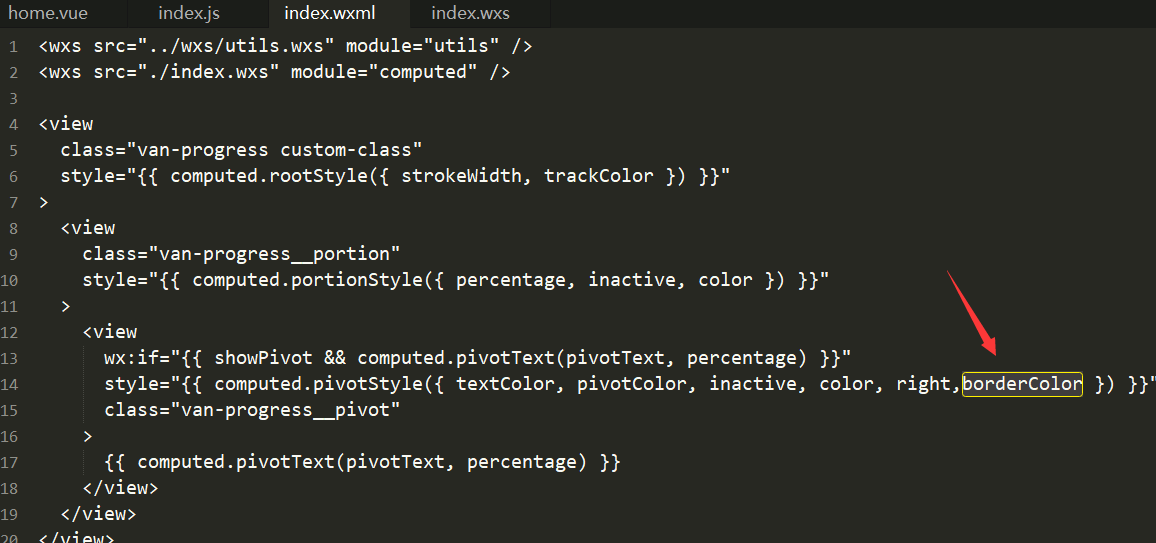 home.vue index.js index.wxml index.wxs
1 <wxs src="../wxs/utils.wxs" module="utils" />
2 <wxs src="./index.wxs" module="computed" />
3
4 <view
5 class="van-progress custom-class"
6 style="{{ computed.rootStyle({ strokeWidth, trackColor }) }}"
7 >
8 <view
9 class="van-progress__portion"
10 style="{{ computed.portionStyle({ percentage, inactive, color }) }}"
11 >
12 <view
13 wx:if="{{ showPivot && computed.pivotText(pivotText, percentage) }}"
14 style="{{ computed.pivotStyle({ textColor, pivotColor, inactive, color, right,borderColor }) }}"
15 class="van-progress__pivot"
16 >
17 {{ computed.pivotText(pivotText, percentage) }}
18 </view>
19 </view>
20 </view>